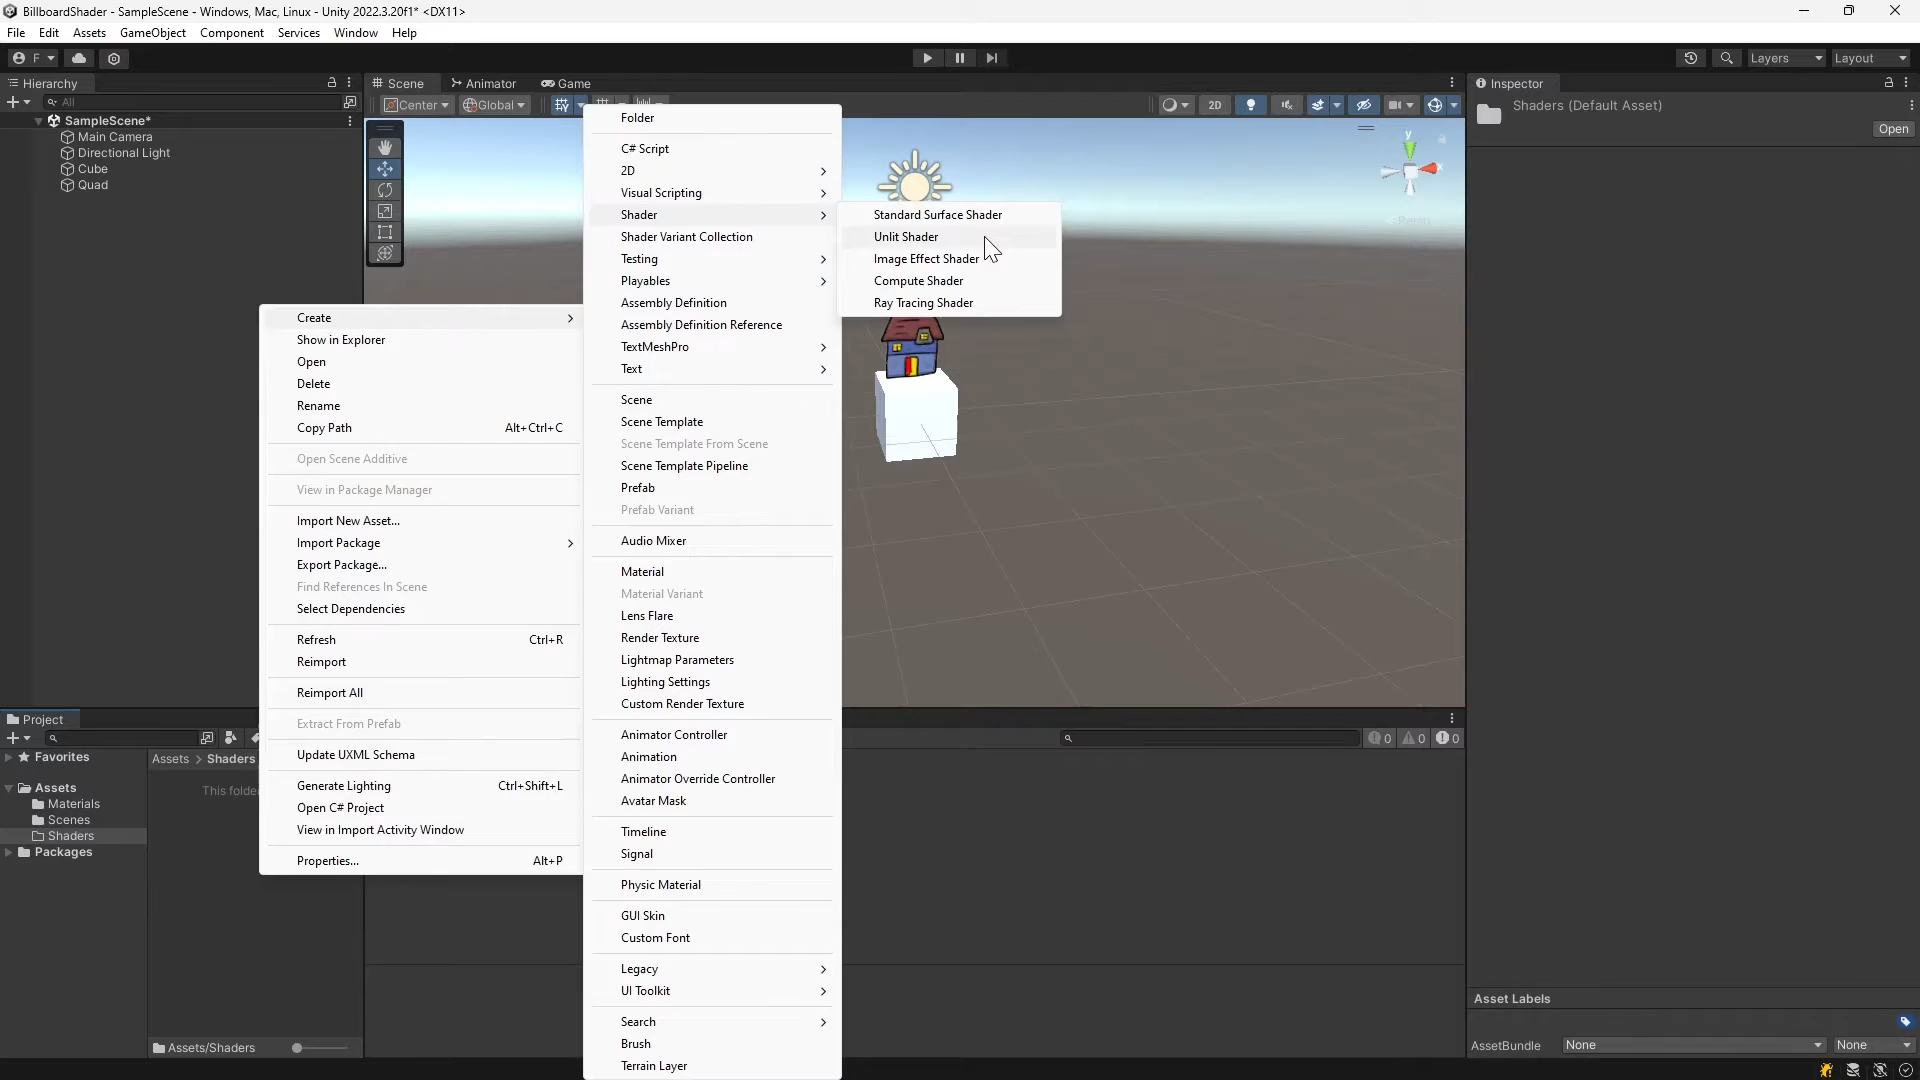 BillboardShader - SampleScene - Windows, Mac, Linux - Unity 2022.3.20f1* <DX11>
File Edit Assets GameObject Component Services Window Help
F
Layers
Layout
Hierarchy
All
SampleScene*
Main Camera
Directional Light
Cube
Quad
Scene
Animator
Game
Center
Global
2D
y
Persp
Inspector
Shaders (Default Asset)
Open
Create
Show in Explorer
Open
Delete
Rename
Copy Path Alt+Ctrl+C
Open Scene Additive
View in Package Manager
Import New Asset...
Import Package
Export Package...
Find References In Scene
Select Dependencies
Refresh Ctrl+R
Reimport
Reimport All
Extract From Prefab
Update UXML Schema
Generate Lighting Ctrl+Shift+L
Open C# Project
View in Import Activity Window
Properties... Alt+P
Folder
C# Script
2D
Visual Scripting
Shader
Shader Variant Collection
Testing
Playables
Assembly Definition
Assembly Definition Reference
TextMeshPro
Text
Scene
Scene Template
Scene Template From Scene
Scene Template Pipeline
Prefab
Prefab Variant
Audio Mixer
Material
Material Variant
Lens Flare
Render Texture
Lightmap Parameters
Lighting Settings
Custom Render Texture
Animator Controller
Animation
Animator Override Controller
Avatar Mask
Timeline
Signal
Physic Material
GUI Skin
Custom Font
Legacy
UI Toolkit
Search
Brush
Terrain Layer
Standard Surface Shader
Unlit Shader
Image Effect Shader
Compute Shader
Ray Tracing Shader
Project
Favorites
Assets
Materials
Scenes
Shaders
Packages
Assets > Shaders
This folde
Assets/Shaders
0 0 0
Asset Labels
AssetBundle None None